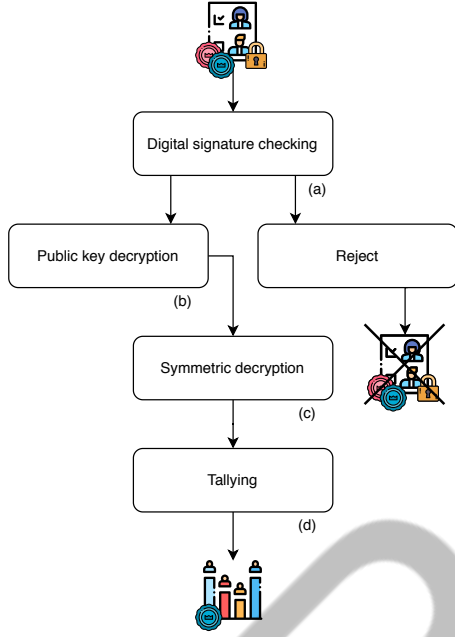 Digital signature checking
(a)
Public key decryption
Reject
(b)
Symmetric decryption
(c)
Tallying
(d)